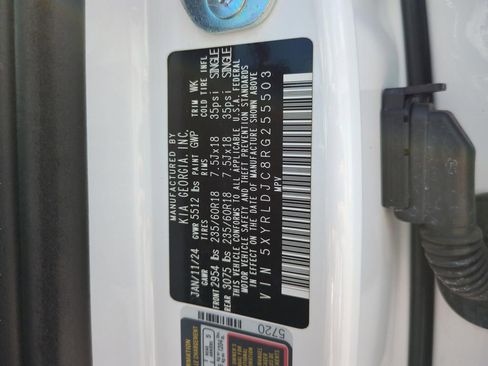 MANUFACTURED BY
KIA GEORGIA, INC.
JAN/11/24 GVWR 5512 lbs PAINT GWP TRIM WK
GAWR TIRES RIMS COLD TIRE INFL
FRONT 2954 lbs 235/60R18 7.5Jx18 35psi SINGLE
REAR 3075 lbs 235/60R18 7.5Jx18 35psi SINGLE
THIS VEHICLE CONFORMS TO ALL APPLICABLE U.S.A. FEDERAL
MOTOR VEHICLE SAFETY AND THEFT PREVENTION STANDARDS
IN EFFECT ON THE DATE OF MANUFACTURE SHOWN ABOVE
MPV
VIN 5XYRLDJC8RG255503
5720